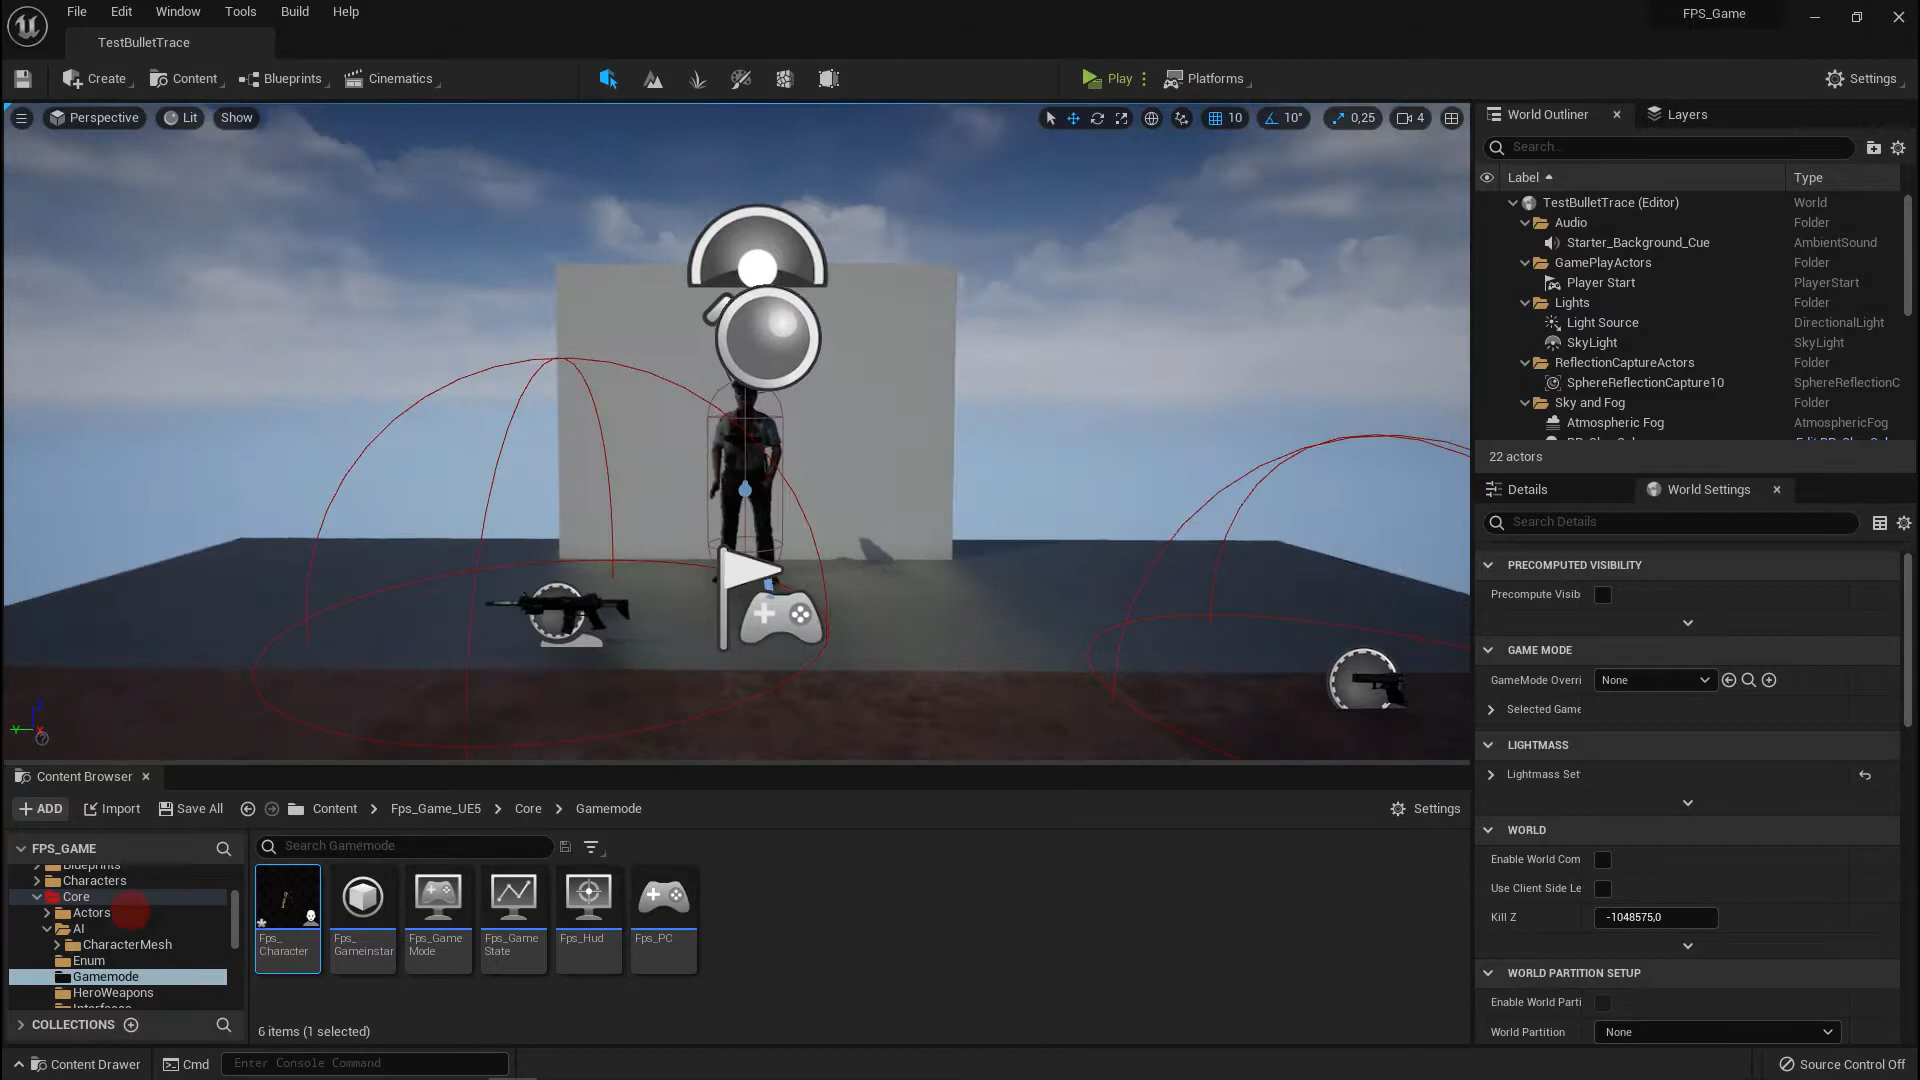 File Edit Window Tools Build Help
FPS_Game
TestBulletTrace
Create Content Blueprints Cinematics Play Platforms Settings
Perspective Lit Show 10 10° 0,25 4
World Outliner Layers
Search...
Label Type
TestBulletTrace (Editor) World
Audio Folder
Starter_Background_Cue AmbientSound
GamePlayActors Folder
Player Start PlayerStart
Lights Folder
Light Source DirectionalLight
SkyLight SkyLight
ReflectionCaptureActors Folder
SphereReflectionCapture10 SphereReflectionC
Sky and Fog Folder
Atmospheric Fog AtmosphericFog
22 actors
Details World Settings
Search Details
PRECOMPUTED VISIBILITY
Precompute Visib
GAME MODE
GameMode Overri None
Selected Game
LIGHTMASS
Lightmass Set
WORLD
Enable World Com
Use Client Side Le
Kill Z -1048575,0
WORLD PARTITION SETUP
Enable World Parti
World Partition None
Content Browser
ADD Import Save All Content Fps_Game_UE5 Core Gamemode Settings
FPS_GAME
Search Gamemode
Blueprints
Characters
Core
Actors
AI
CharacterMesh
Enum
Gamemode
HeroWeapons
Interfaces
COLLECTIONS
Fps_
Character
Fps_
Gameinstar
Fps_Game
Mode
Fps_Game
State
Fps_Hud
Fps_PC
6 items (1 selected)
Content Drawer Cmd Enter Console Command Source Control Off
Z
Y
X